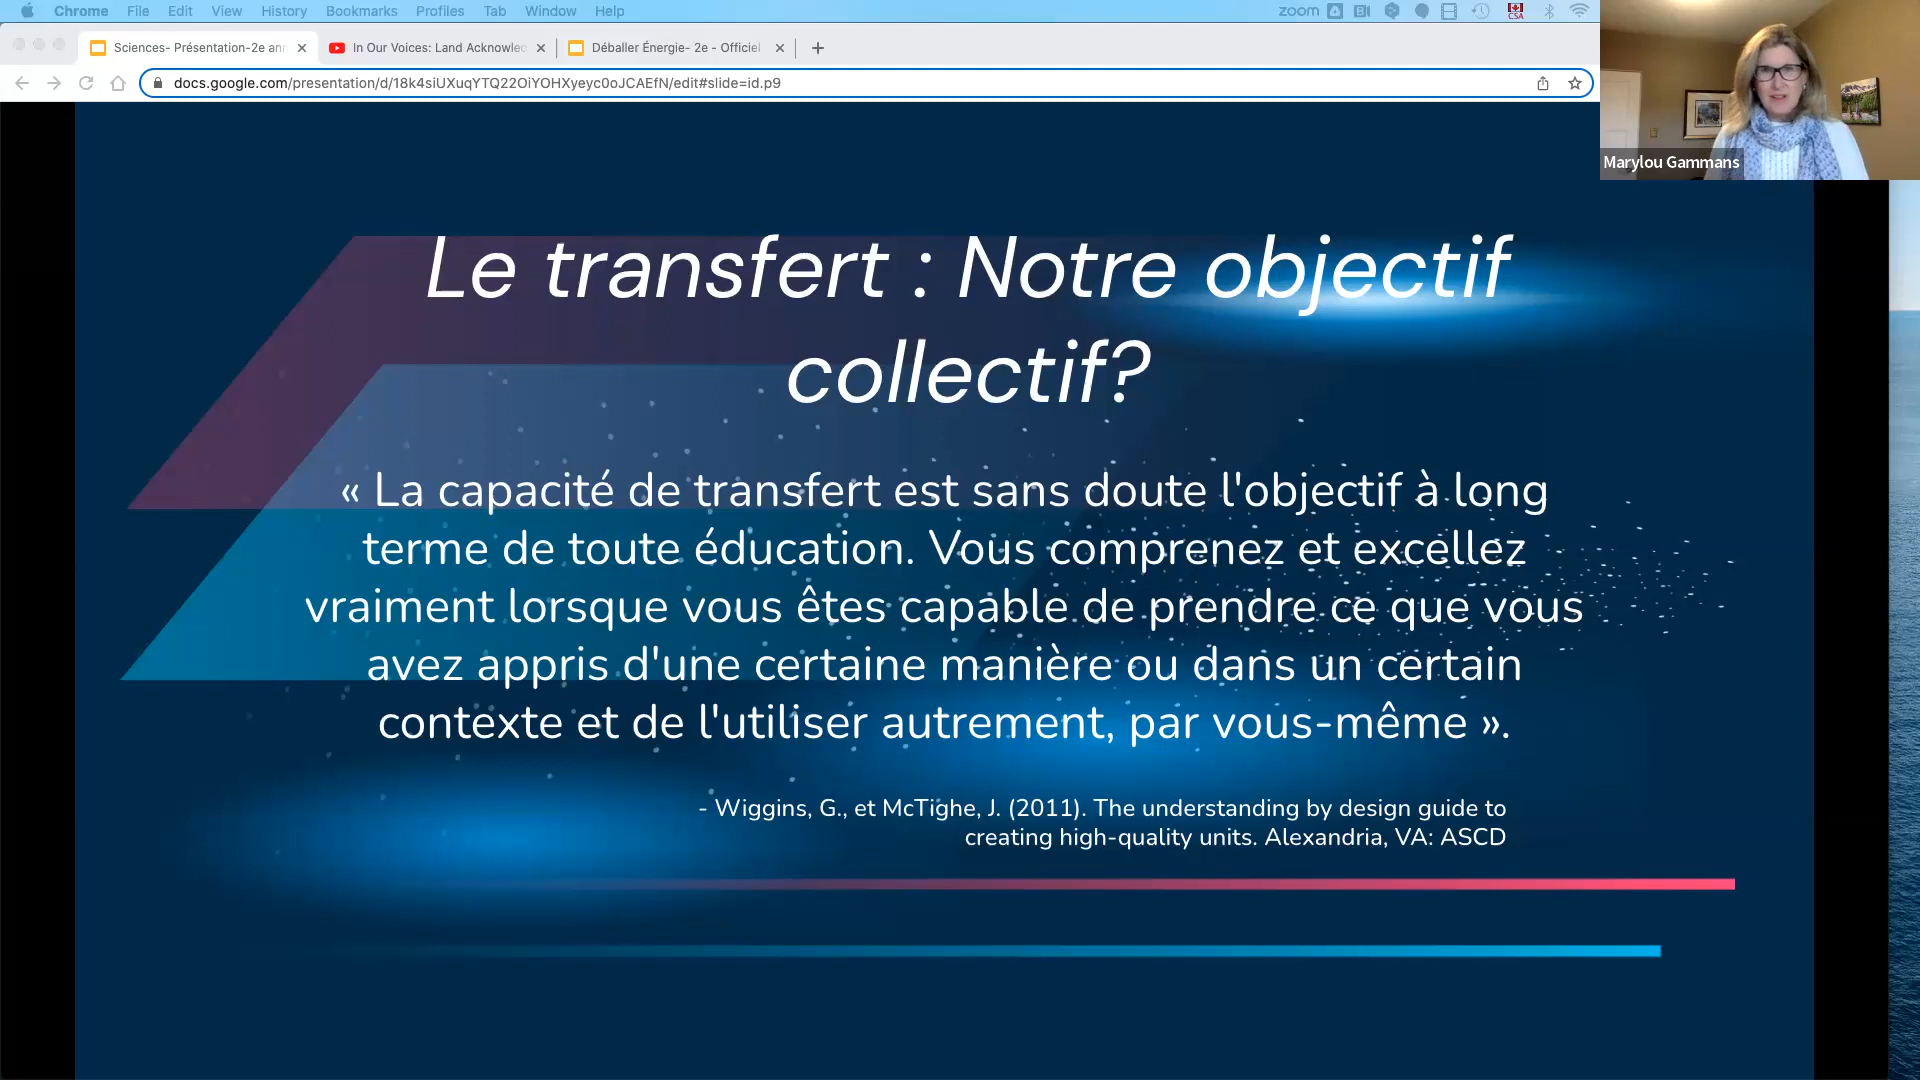 Chrome File Edit View History Bookmarks Profiles Tab Window Help
zoom
CSA
Sciences- Présentation-2e an
In Our Voices: Land Acknowle
Déballer Énergie- 2e - Officiel
docs.google.com/presentation/d/18k4siUXuqYTQ22OiYOHXyeyc0oJCAEfN/edit#slide=id.p9
Marylou Gammans
Le transfert : Notre objectif
collectif?
« La capacité de transfert est sans doute l'objectif à long
terme de toute éducation. Vous comprenez et excellez
vraiment lorsque vous êtes capable de prendre ce que vous
avez appris d'une certaine manière ou dans un certain
contexte et de l'utiliser autrement, par vous-même ».
- Wiggins, G., et McTighe, J. (2011). The understanding by design guide to
creating high-quality units. Alexandria, VA: ASCD